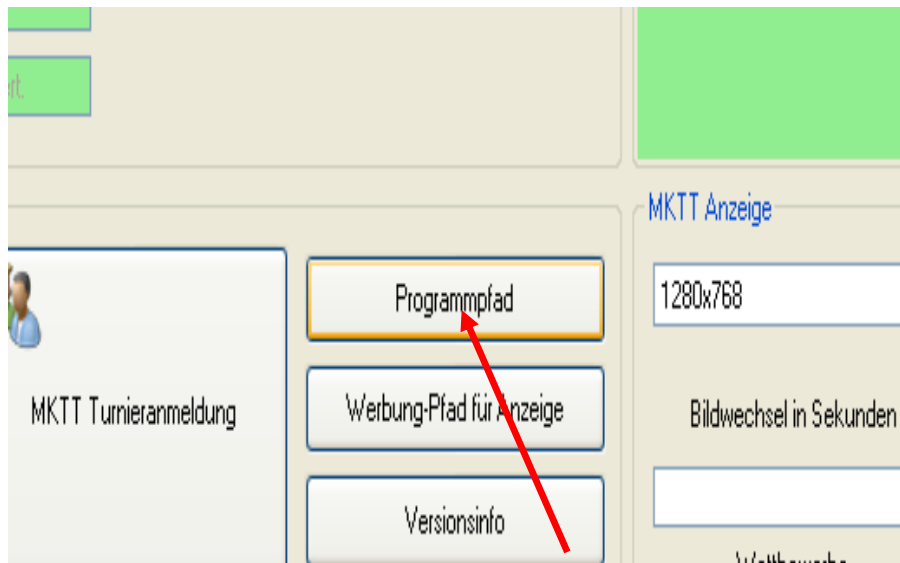 MKTT Anzeige
Programmpfad
1280x768
MKTT Turnieranmeldung
Werbung-Pfad für Anzeige
Bildwechsel in Sekunden
Versionsinfo